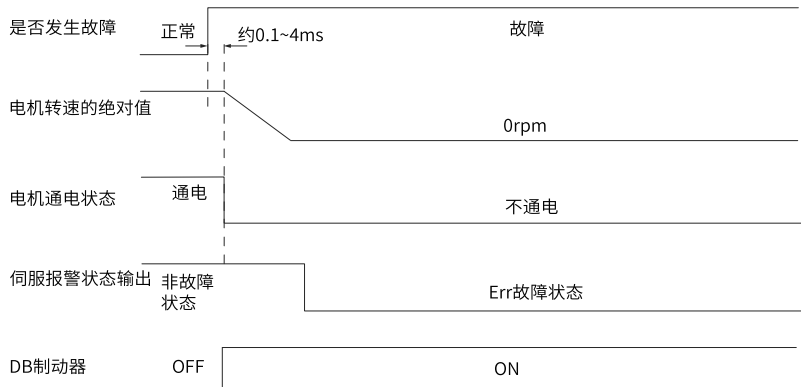 是否发生故障
正常
约0.1~4ms
故障
电机转速的绝对值
0rpm
电机通电状态
通电
不通电
伺服报警状态输出
非故障
状态
Err故障状态
DB制动器
OFF
ON